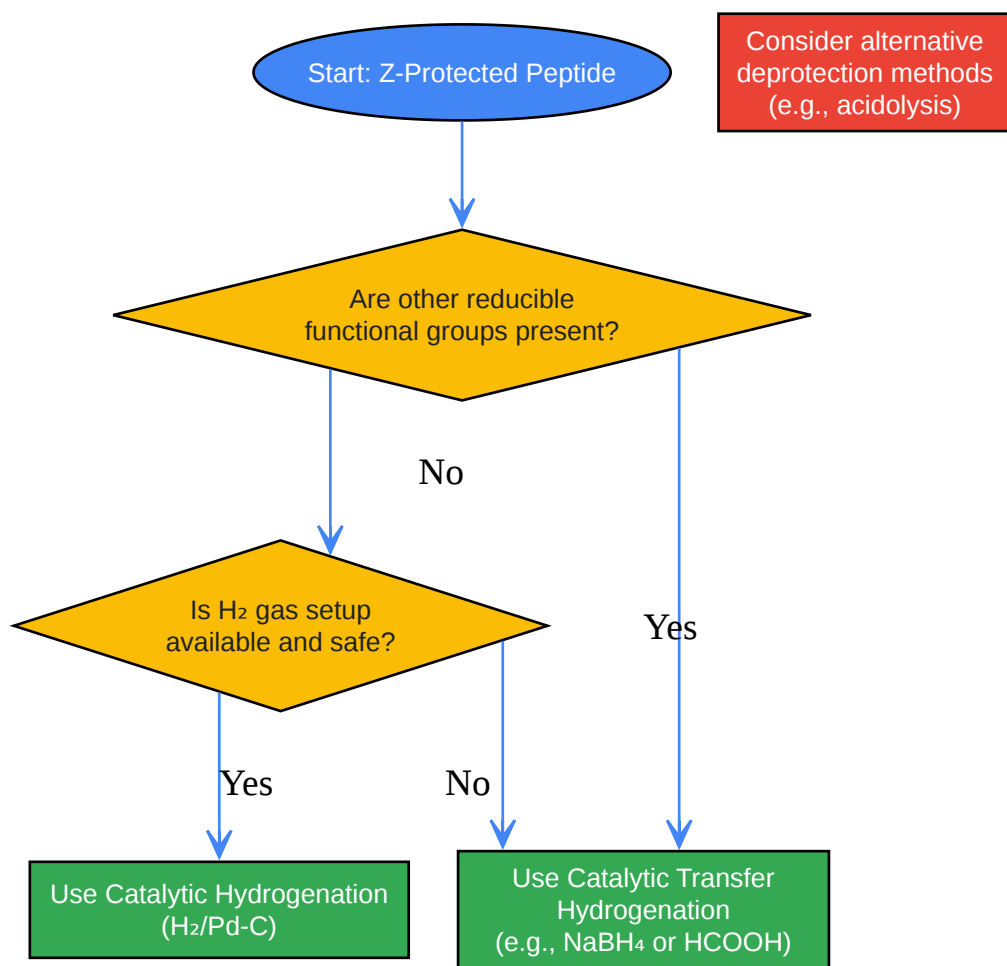 Start: Z-Protected Peptide
Consider alternative
deprotection methods
(e.g., acidolysis)
Are other reducible
functional groups present?
No
Is H₂ gas setup
available and safe?
Yes
Yes
No
Use Catalytic Hydrogenation
(H₂/Pd-C)
Use Catalytic Transfer
Hydrogenation
(e.g., NaBH₄ or HCOOH)